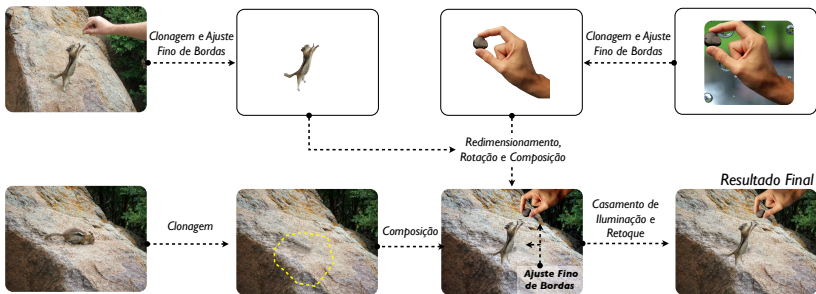 Clonagem e Ajuste
Fino de Bordas
Clonagem e Ajuste
Fino de Bordas
Redimensionamento,
Rotação e Composição
Resultado Final
Clonagem
Composição
Casamento de
Iluminação e
Retoque
Ajuste Fino
de Bordas